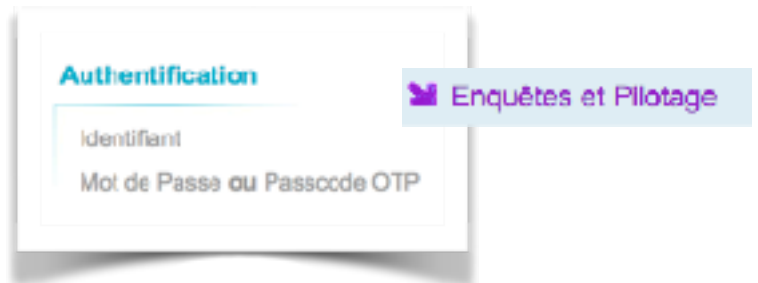 Authentification
Enquêtes et Pilotage
Identifiant
Mot de Passe ou Passcode OTP